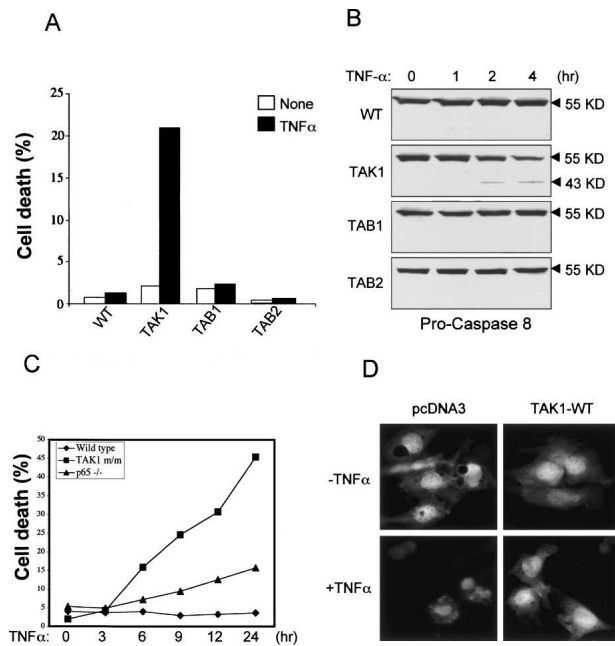 A
None
TNFα
Cell death (%)
25
20
15
10
5
0
WT
TAK1
TAB1
TAB2
B
TNF-α: 0 1 2 4 (hr)
WT
55 KD
TAK1
55 KD
43 KD
TAB1
55 KD
TAB2
55 KD
Pro-Caspase 8
C
Cell death (%)
50
45
40
35
30
25
20
15
10
5
0
Wild type
TAK1 m/m
p65 -/-
TNFα: 0 3 6 9 12 24 (hr)
D
pcDNA3 TAK1-WT
-TNFα
+TNFα